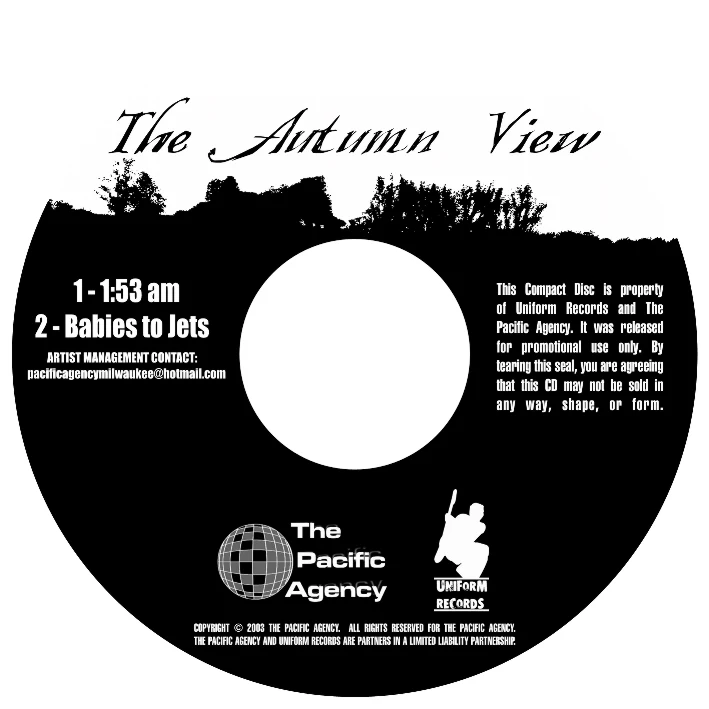 The Autumn View
1 - 1:53 am
2 - Babies to Jets
ARTIST MANAGEMENT CONTACT:
pacificagencymilwaukee@hotmail.com
This Compact Disc is property
of Uniform Records and The
Pacific Agency. It was released
for promotional use only. By
tearing this seal, you are agreeing
that this CD may not be sold in
any way, shape, or form.
The
Pacific
Agency
UNIFORM
RECORDS
COPYRIGHT © 2003 THE PACIFIC AGENCY. ALL RIGHTS RESERVED FOR THE PACIFIC AGENCY.
THE PACIFIC AGENCY AND UNIFORM RECORDS ARE PARTNERS IN A LIMITED LIABILITY PARTNERSHIP.